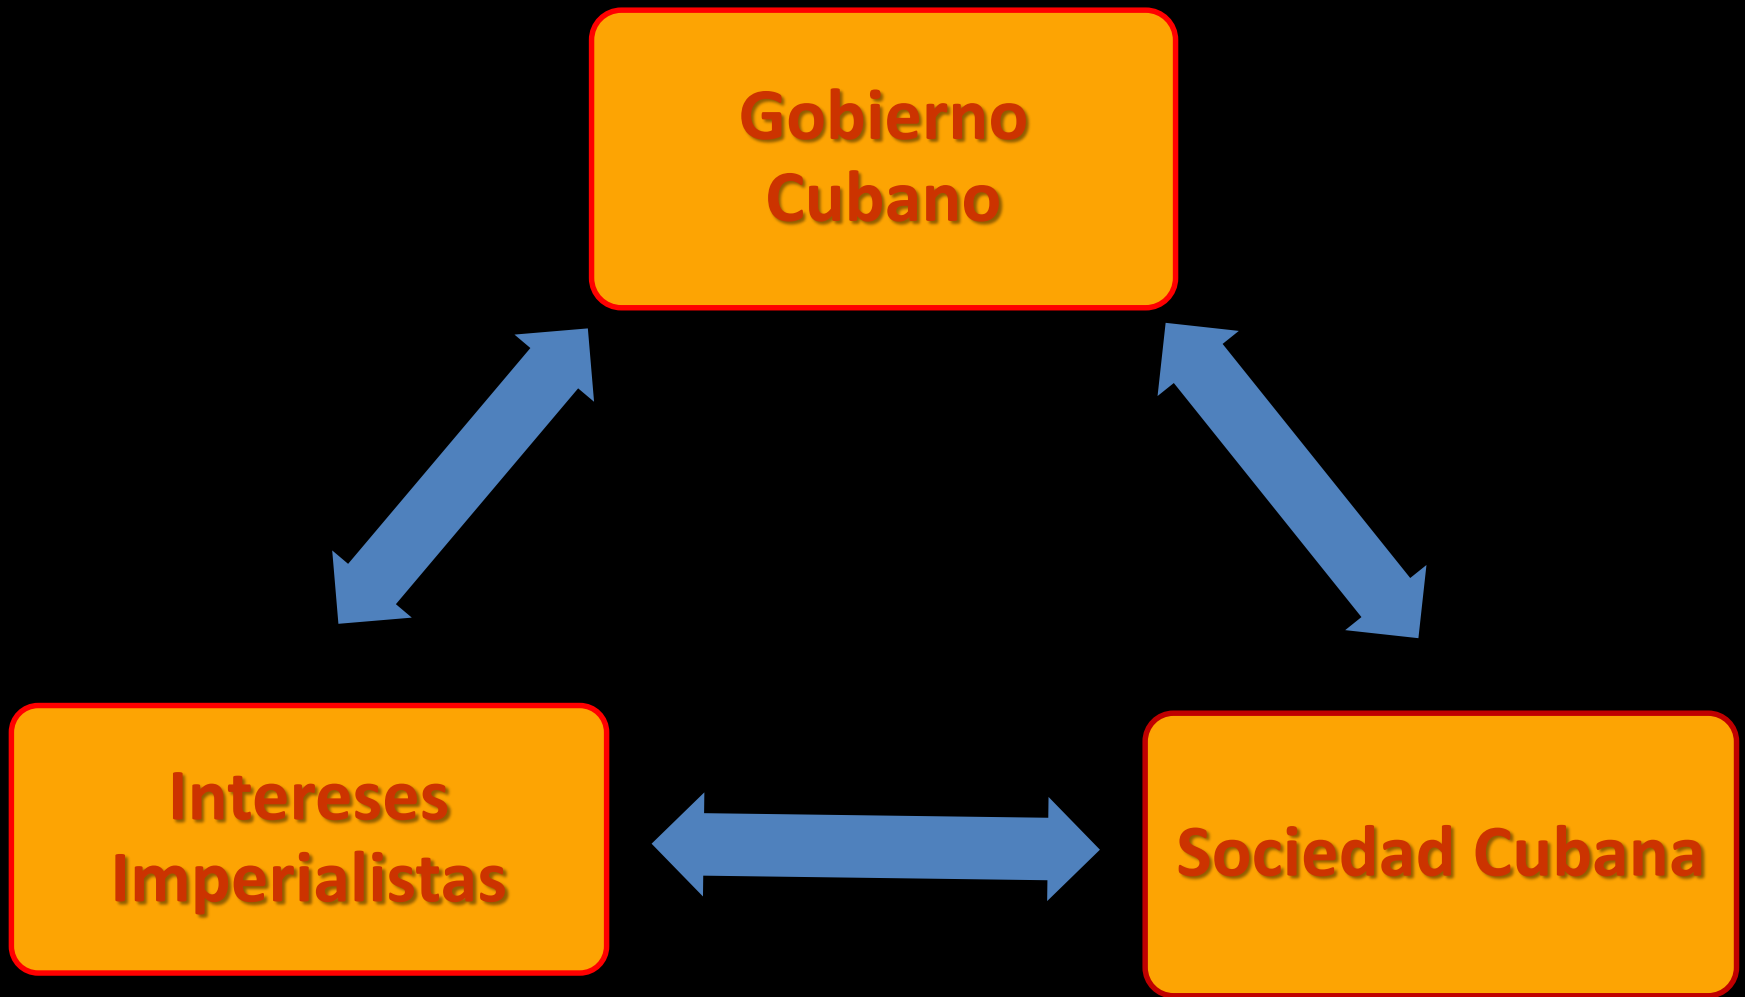 Gobierno
Cubano
Intereses
Imperialistas
Sociedad Cubana